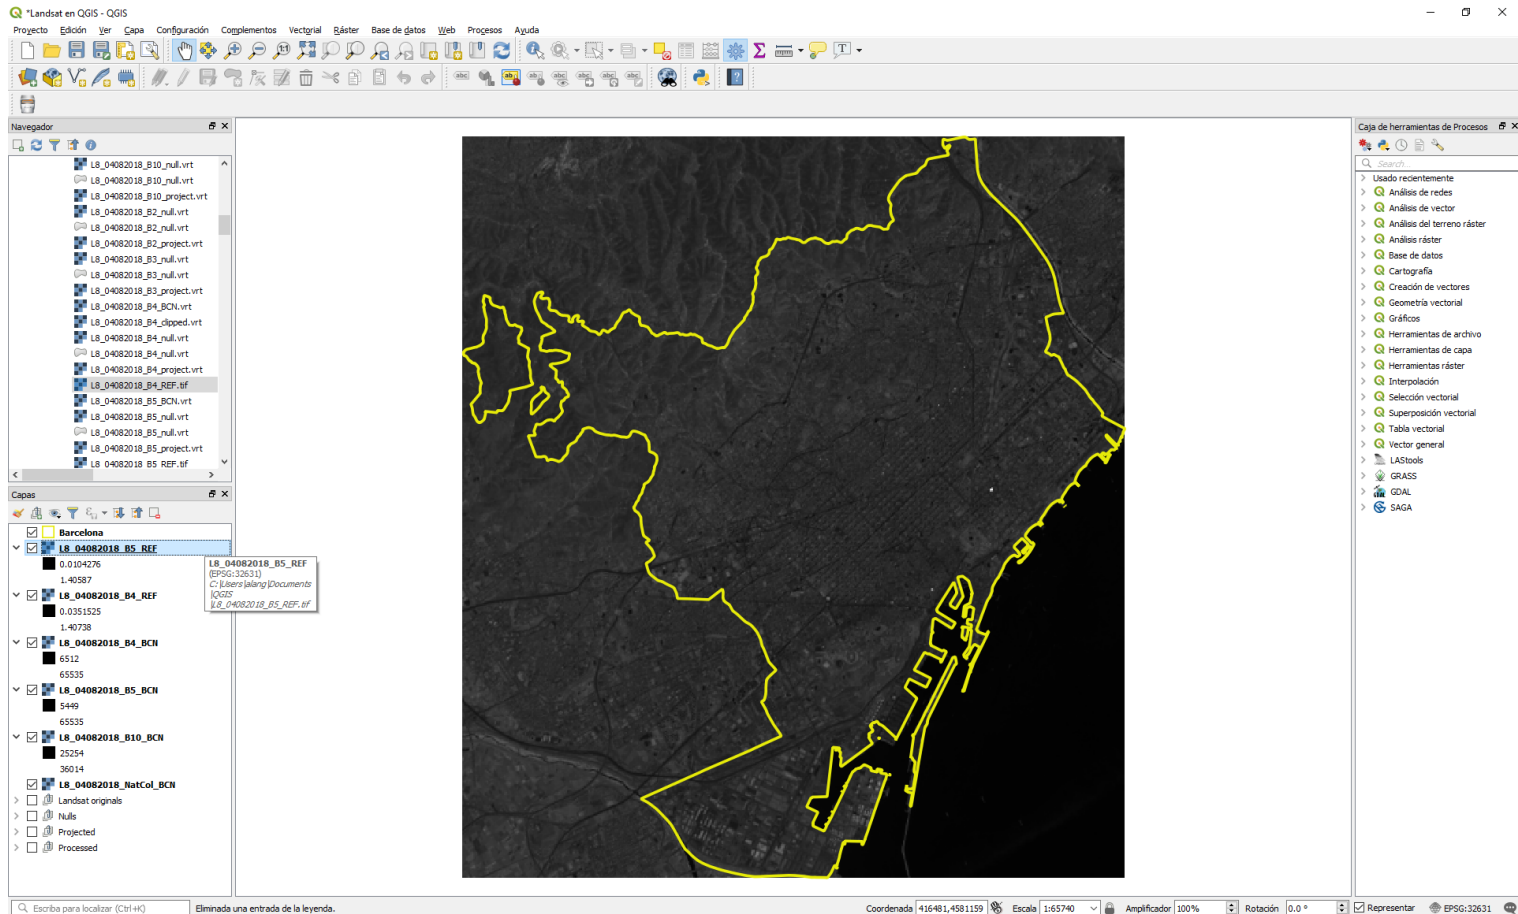 *Landsat en QGIS - QGIS
Proyecto Edición Ver Capa Configuración Complementos Vectorial Ráster Base de datos Web Procesos Ayuda
Navegador
L8_04082018_B10_null.vrt
L8_04082018_B10_null.vrt
L8_04082018_B10_project.vrt
L8_04082018_B2_null.vrt
L8_04082018_B2_null.vrt
L8_04082018_B2_project.vrt
L8_04082018_B3_null.vrt
L8_04082018_B3_null.vrt
L8_04082018_B3_project.vrt
L8_04082018_B4_BCN.vrt
L8_04082018_B4_clipped.vrt
L8_04082018_B4_null.vrt
L8_04082018_B4_null.vrt
L8_04082018_B4_project.vrt
L8_04082018_B4_REF.tif
L8_04082018_B5_BCN.vrt
L8_04082018_B5_null.vrt
L8_04082018_B5_null.vrt
L8_04082018_B5_project.vrt
L8_04082018_B5_REF.tif
Capas
Barcelona
L8_04082018_B5_REF
0.0104276
1.40587
L8_04082018_B4_REF
0.0351525
1.40738
L8_04082018_B4_BCN
6512
65535
L8_04082018_B5_BCN
5449
65535
L8_04082018_B10_BCN
25254
36014
L8_04082018_NatCol_BCN
Landsat originals
Nulls
Projected
Processed
L8_04082018_B5_REF
(EPSG:32631)
C:\Users\alang\Documents
\QGIS
\L8_04082018_B5_REF.tif
Caja de herramientas de Procesos
Search...
Usado recientemente
Análisis de redes
Análisis de vector
Análisis del terreno ráster
Análisis ráster
Base de datos
Cartografía
Creación de vectores
Geometría vectorial
Gráficos
Herramientas de archivo
Herramientas de capa
Herramientas ráster
Interpolación
Selección vectorial
Superposición vectorial
Tabla vectorial
Vector general
LAStools
GRASS
GDAL
SAGA
Escriba para localizar (Ctrl+K) Eliminada una entrada de la leyenda. Coordenada 416481,4581159 Escala 1:65740 Amplificador 100% Rotación 0.0 ° Representar EPSG:32631